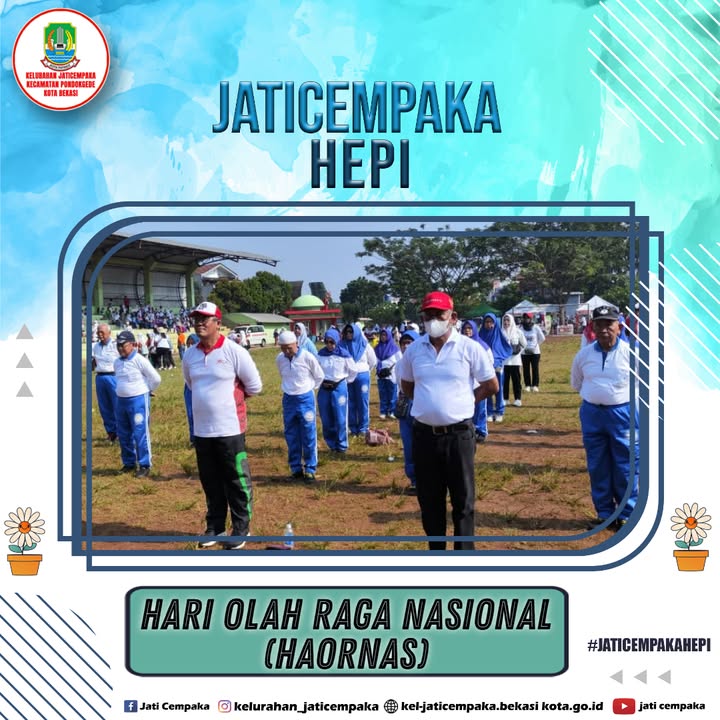 KELURAHAN JATICEMPAKA
KECAMATAN PONDOKGEDE
KOTA BEKASI
JATICEMPAKA
HEPI
HARI OLAH RAGA NASIONAL
(HAORNAS)
#JATICEMPAKAHEPI
Jati Cempaka kelurahan_jaticempaka kel-jaticempaka.bekasi kota.go.id jati cempaka